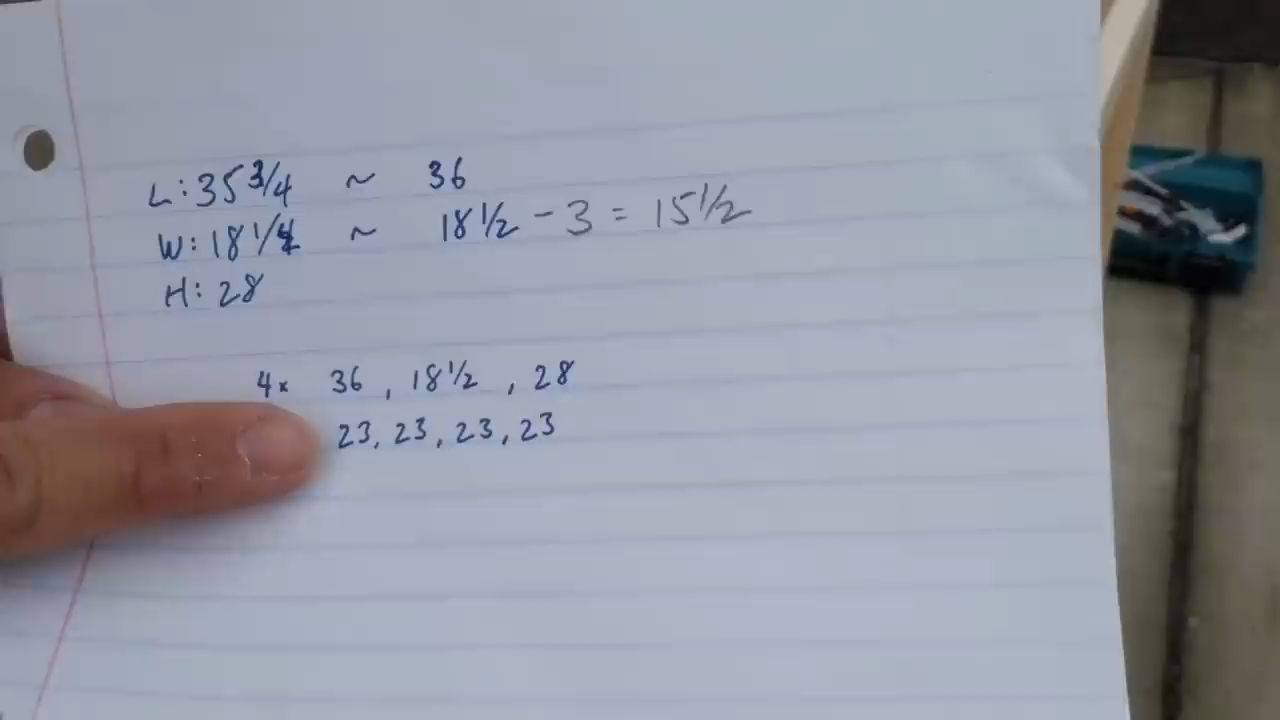 L: 35 3/4 ~ 36
W: 18 1/4 ~ 18 1/2 - 3 = 15 1/2
H: 28
4x 36, 18 1/2, 28
23, 23, 23, 23